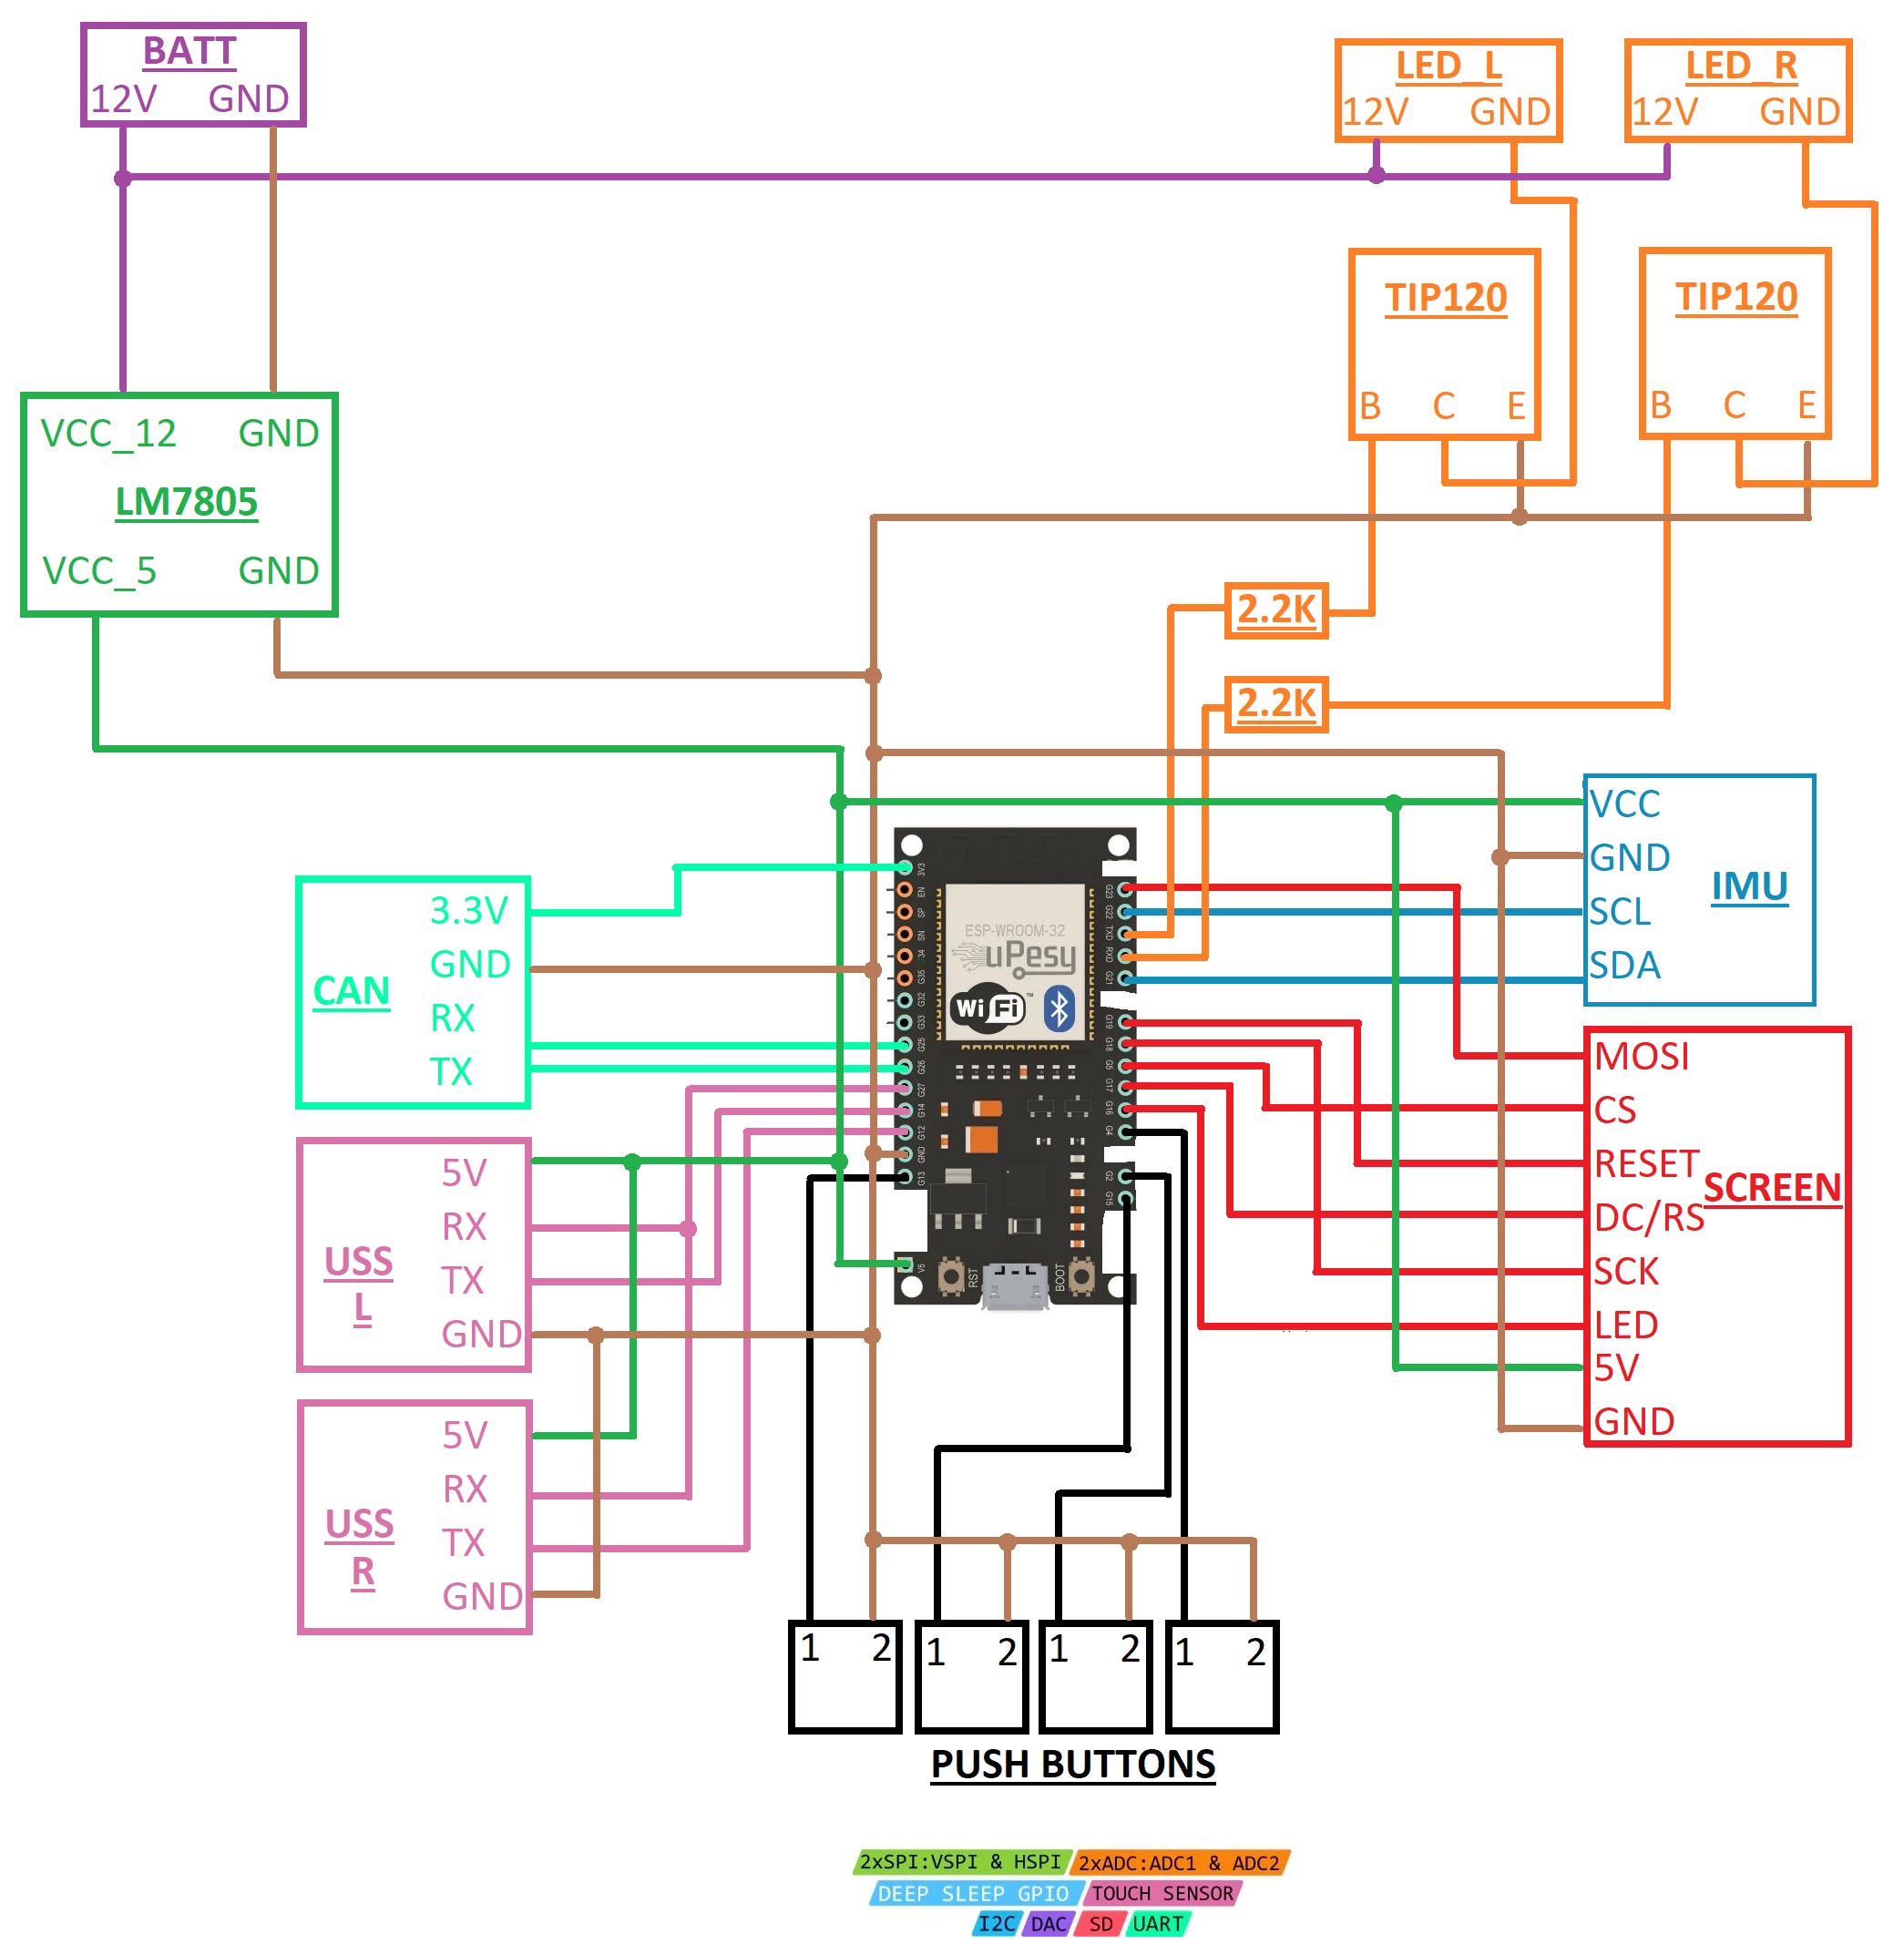 BATT
12V GND
LED_L
12V GND
LED_R
12V GND
TIP120
B C E
TIP120
B C E
VCC_12 GND
LM7805
VCC_5 GND
2.2K
2.2K
VCC
GND
SCL
SDA
IMU
3.3V
GND
RX
TX
CAN
3V3
EN
SP
SN
34
G35
G32
G33
G25
G26
G27
G14
G12
GND
G13
V5
ESP-WROOM-32
uPesy
WiFi
TM
RST
BOOT
G23
G22
TXD
RXD
G21
G19
G18
G5
G17
G16
G4
G2
G15
MOSI
CS
RESET
DC/RS
SCK
LED
5V
GND
SCREEN
5V
RX
TX
GND
USS
L
5V
RX
TX
GND
USS
R
1 2
1 2
1 2
1 2
PUSH BUTTONS
2xSPI:VSPI & HSPI
2xADC:ADC1 & ADC2
DEEP SLEEP GPIO
TOUCH SENSOR
I2C
DAC
SD
UART